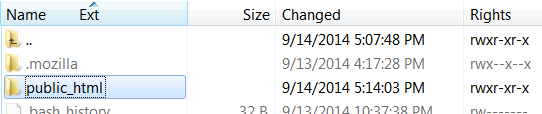 Name Ext Size Changed Rights
.. 9/14/2014 5:07:48 PM rwxr-xr-x
.mozilla 9/13/2014 4:17:28 PM rwx--x--x
public_html 9/14/2014 5:14:03 PM rwxr-xr-x
.bash_history 32 B 9/13/2014 10:37:38 PM rw-------